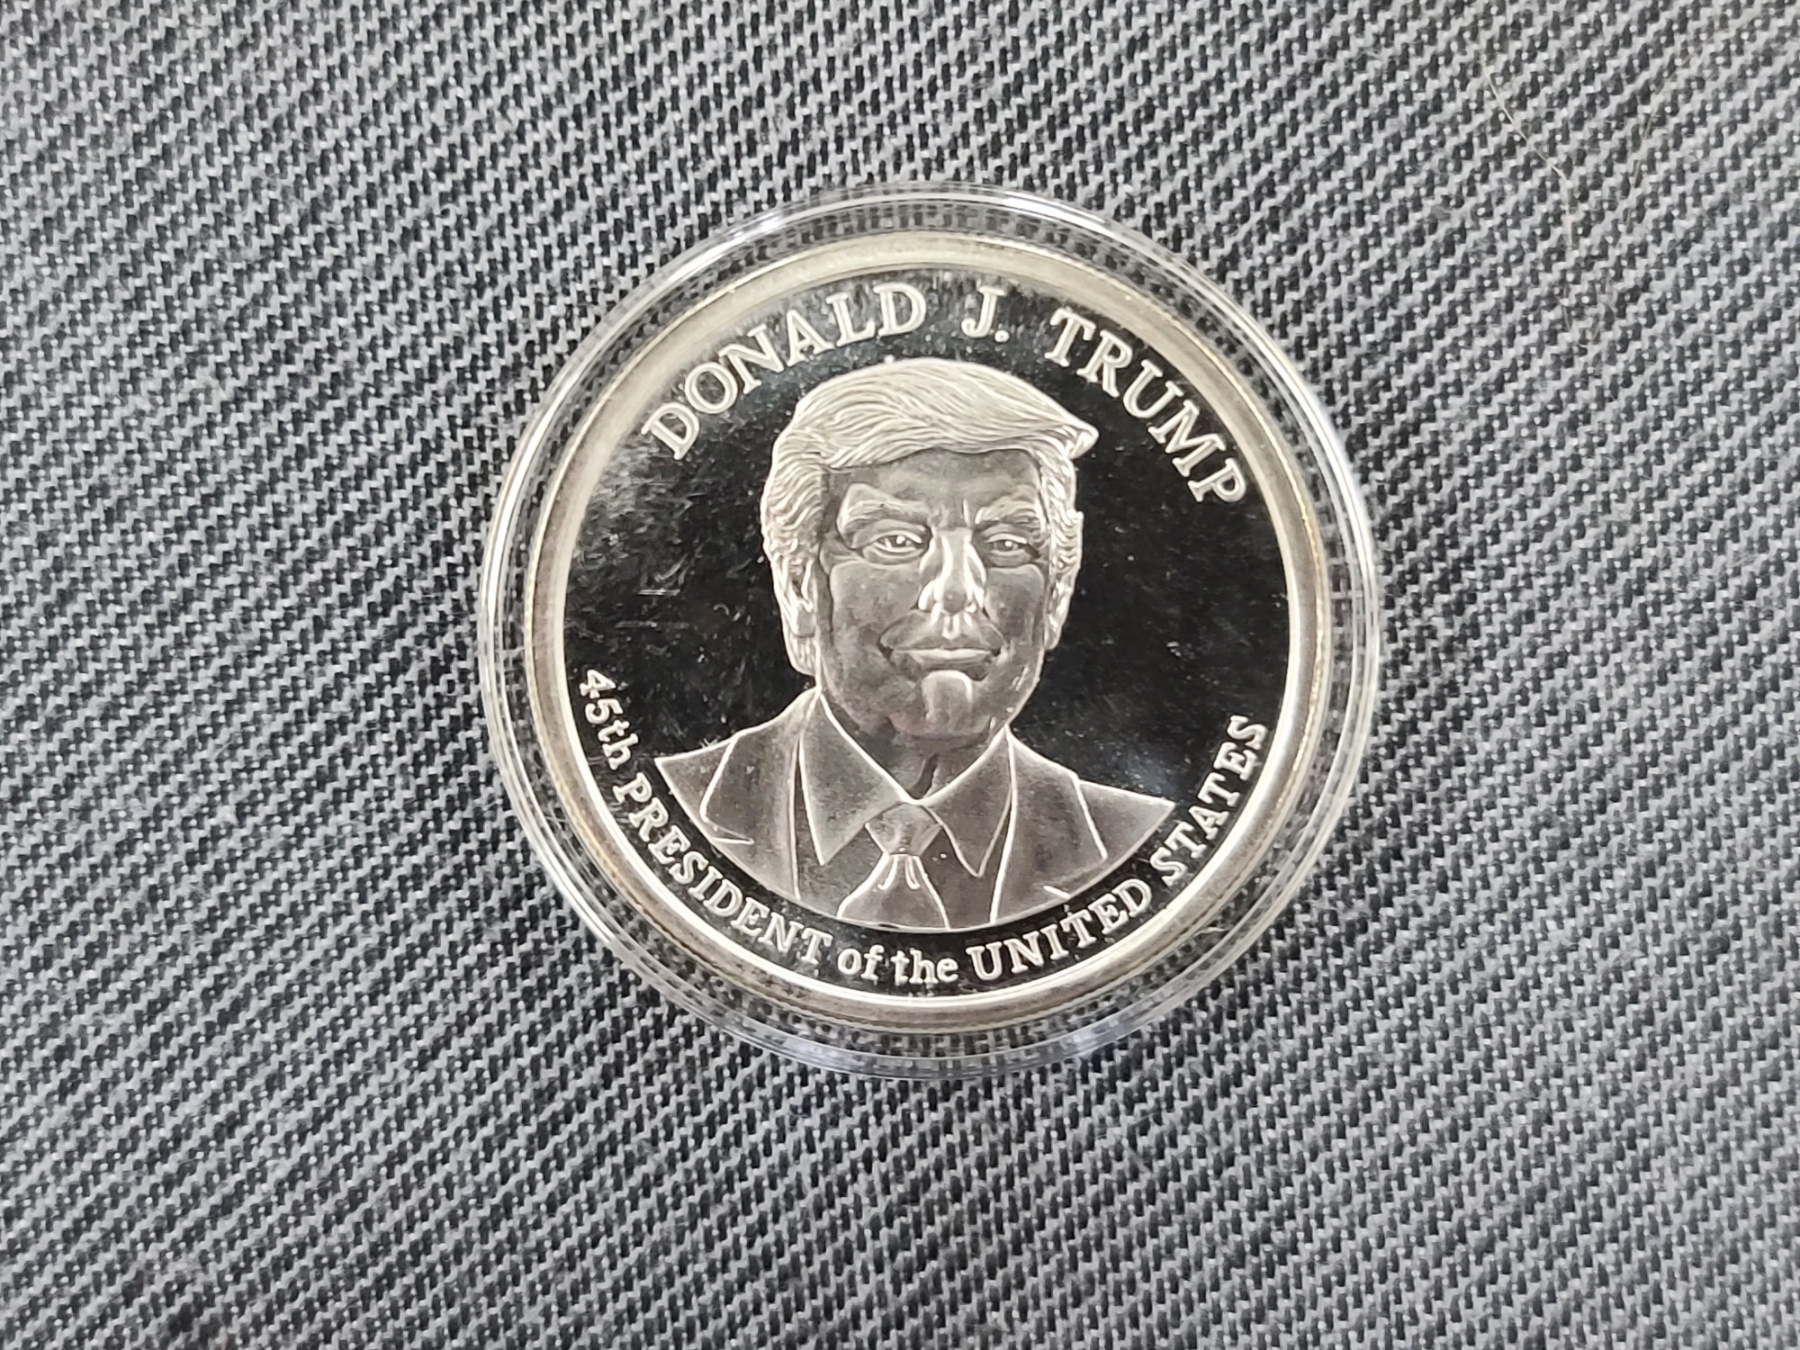 DONALD J. TRUMP
45th PRESIDENT of the UNITED STATES